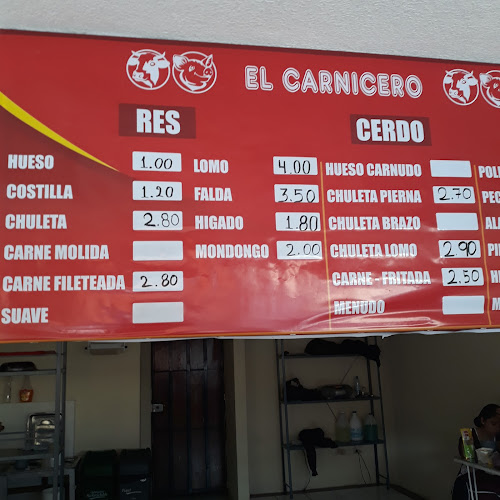 EL CARNICERO
RES
HUESO 1.00
COSTILLA 1.20
CHULETA 2.80
CARNE MOLIDA
CARNE FILETEADA 2.80
SUAVE
LOMO 4.00
FALDA 3.50
HIGADO 1.80
MONDONGO 2.00
CERDO
HUESO CARNUDO
CHULETA PIERNA 2.70
CHULETA BRAZO
CHULETA LOMO 2.90
CARNE - FRITADA 2.50
MENUDO